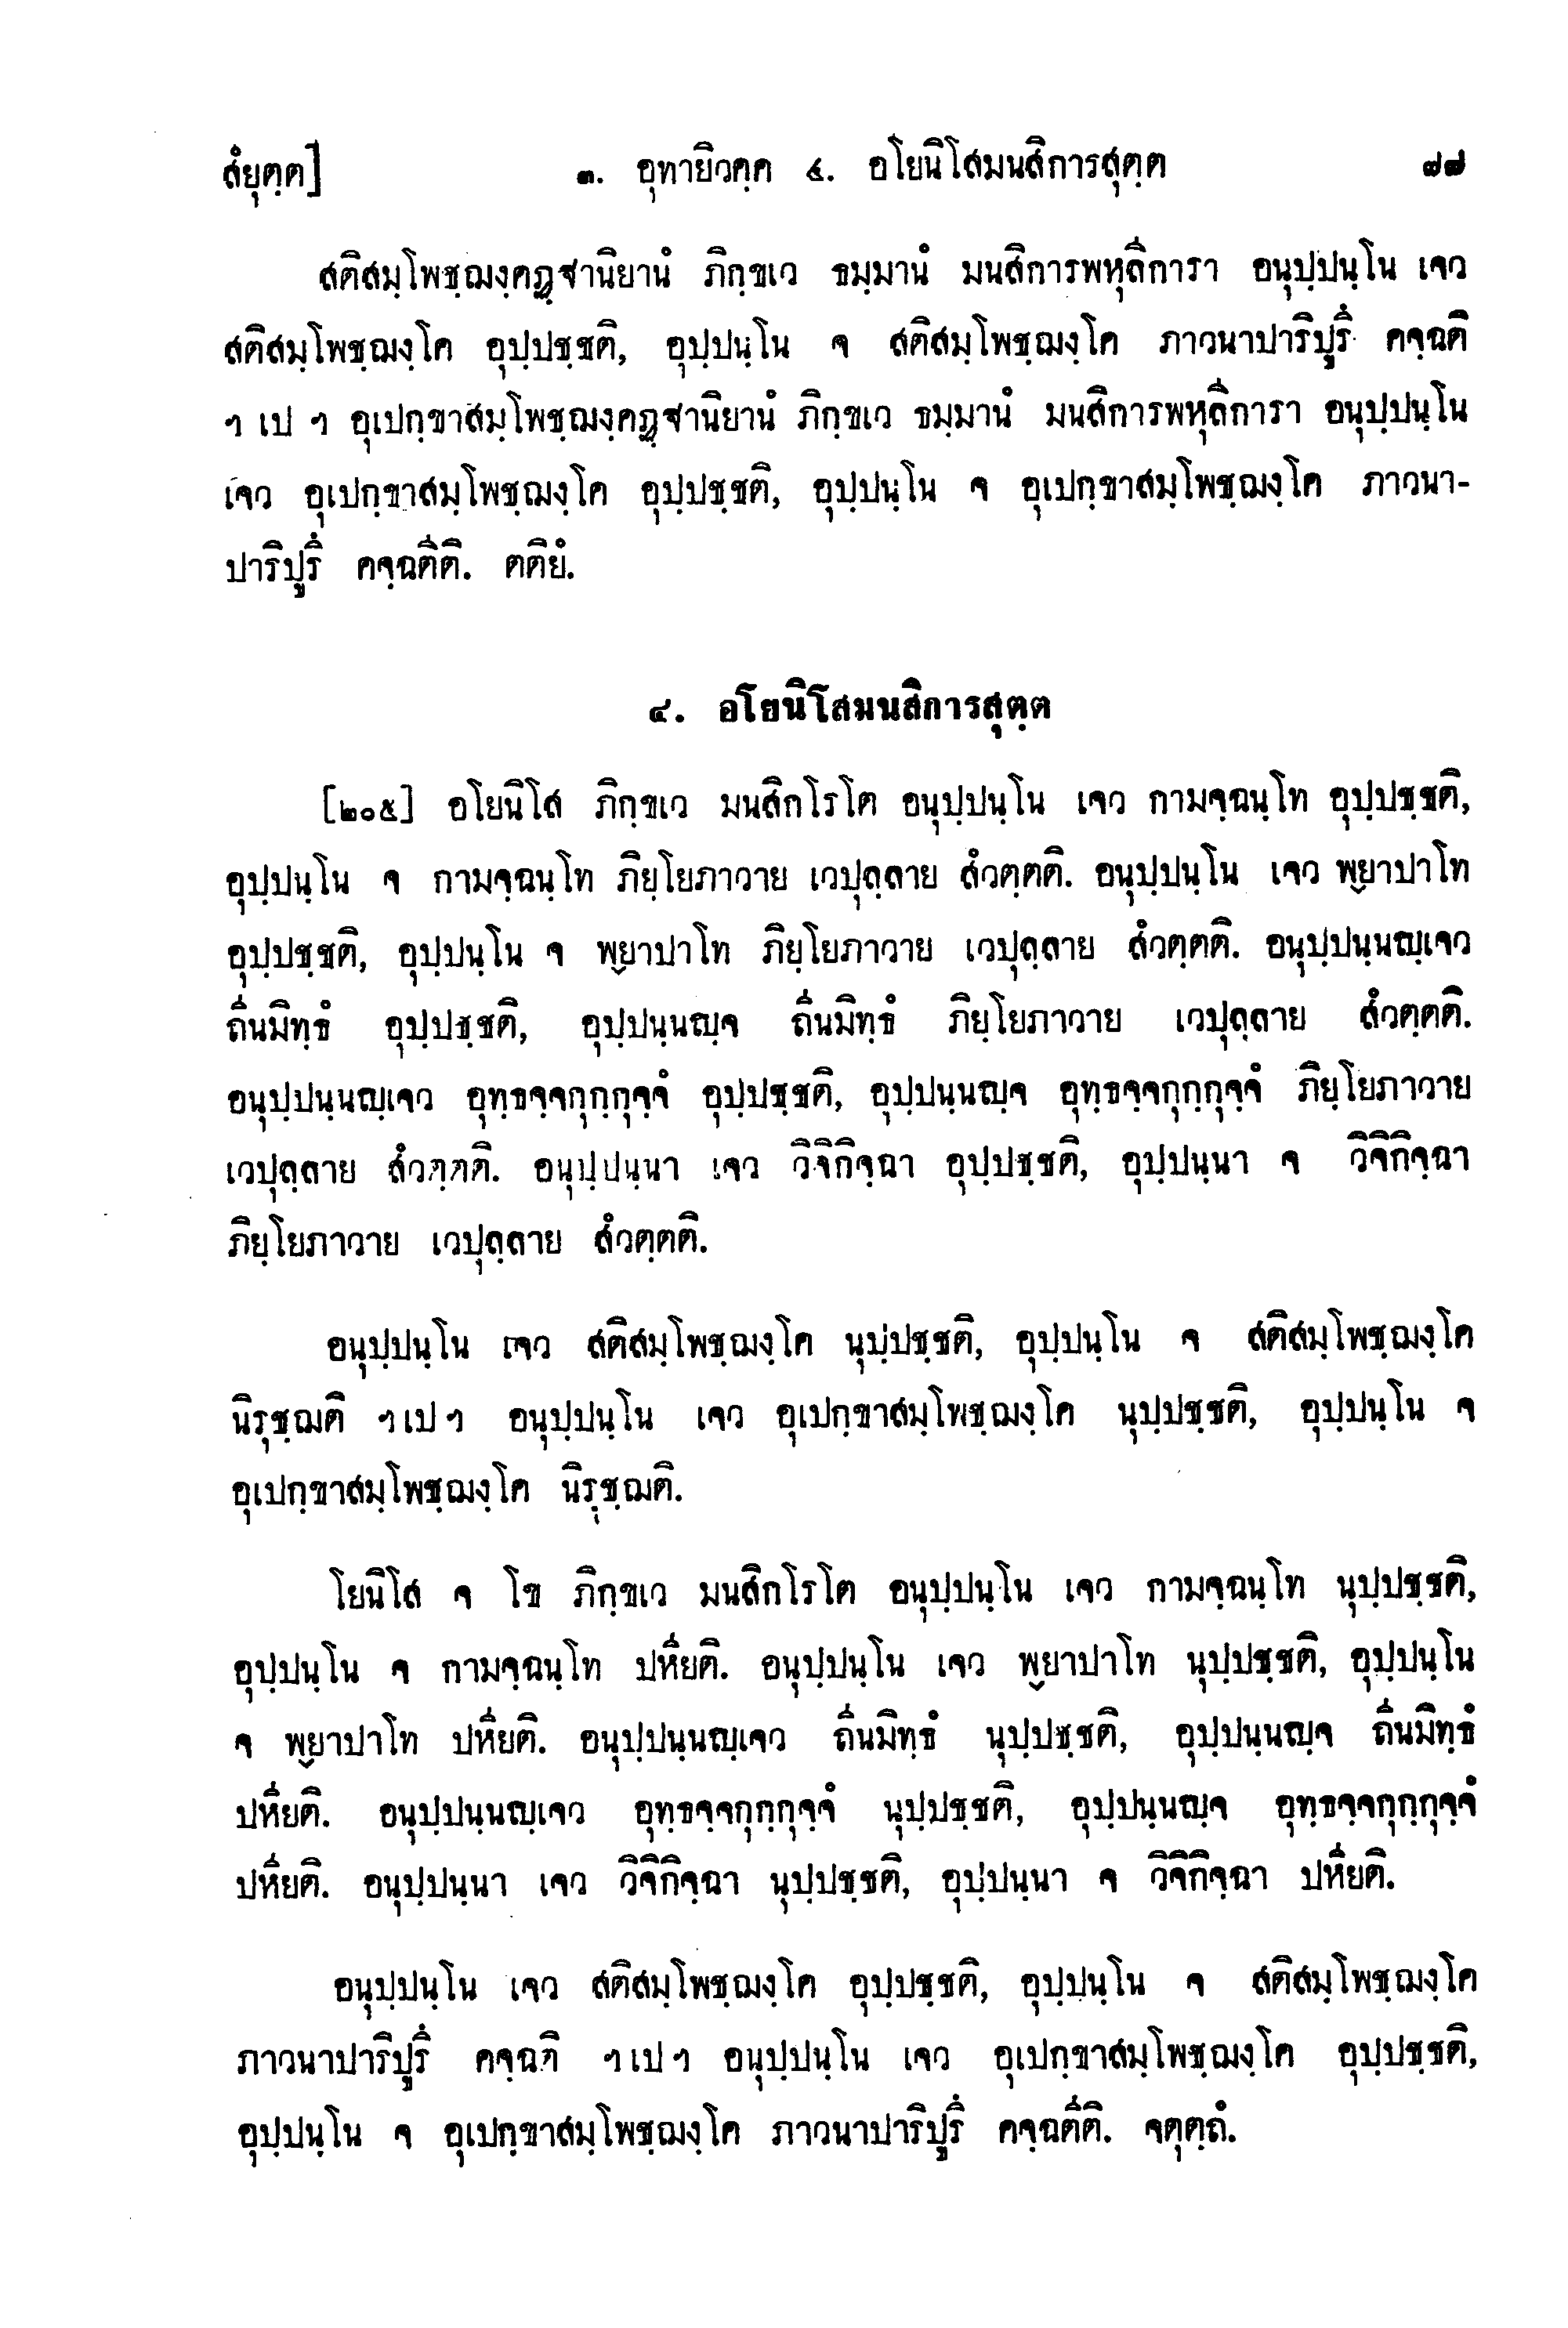 สํยุตฺต]	๓. อุทายิวคฺค ๔. อโยนิโสมนสิการสุตฺต	๗๗
สติสมฺโพชฺฌงฺคฏฺฐานิยานํ ภิกฺขเว ธมฺมานํ มนสิการพหุลีการา อนุปฺปนฺโน เจว
สติสมฺโพชฺฌงฺโค อุปฺปชฺชติ, อุปฺปนฺโน จ สติสมฺโพชฺฌงฺโค ภาวนาปาริปูรึ คจฺฉติ
ฯ เป ฯ อุเปกฺขาสมฺโพชฺฌงฺคฏฺฐานิยานํ ภิกฺขเว ธมฺมานํ มนสิการพหุลีการา อนุปฺปนฺโน
เจว อุเปกฺขาสมฺโพชฺฌงฺโค อุปฺปชฺชติ, อุปฺปนฺโน จ อุเปกฺขาสมฺโพชฺฌงฺโค ภาวนา-
ปาริปูรึ คจฺฉตีติ. ตติยํ.
๔. อโยนิโสมนสิการสุตฺต
[๒๐๕] อโยนิโส ภิกฺขเว มนสิกโรโต อนุปฺปนฺโน เจว กามจฺฉนฺโท อุปฺปชฺชติ,
อุปฺปนฺโน จ กามจฺฉนฺโท ภิยฺโยภาวาย เวปุลฺลาย สํวตฺตติ. อนุปฺปนฺโน เจว พฺยาปาโท
อุปฺปชฺชติ, อุปฺปนฺโน จ พฺยาปาโท ภิยฺโยภาวาย เวปุลฺลาย สํวตฺตติ. อนุปฺปนฺนญฺเจว
ถีนมิทฺธํ อุปฺปชฺชติ, อุปฺปนฺนญฺจ ถีนมิทฺธํ ภิยฺโยภาวาย เวปุลฺลาย สํวตฺตติ.
อนุปฺปนฺนญฺเจว อุทฺธจฺจกุกฺกุจฺจํ อุปฺปชฺชติ, อุปฺปนฺนญฺจ อุทฺธจฺจกุกฺกุจฺจํ ภิยฺโยภาวาย
เวปุลฺลาย สํวตฺตติ. อนุปฺปนฺนา เจว วิจิกิจฺฉา อุปฺปชฺชติ, อุปฺปนฺนา จ วิจิกิจฺฉา
ภิยฺโยภาวาย เวปุลฺลาย สํวตฺตติ.
อนุปฺปนฺโน เจว สติสมฺโพชฺฌงฺโค นุปฺปชฺชติ, อุปฺปนฺโน จ สติสมฺโพชฺฌงฺโค
นิรุชฺฌติ ฯ เป ฯ อนุปฺปนฺโน เจว อุเปกฺขาสมฺโพชฺฌงฺโค นุปฺปชฺชติ, อุปฺปนฺโน จ
อุเปกฺขาสมฺโพชฺฌงฺโค นิรุชฺฌติ.
โยนิโส จ โข ภิกฺขเว มนสิกโรโต อนุปฺปนฺโน เจว กามจฺฉนฺโท นุปฺปชฺชติ,
อุปฺปนฺโน จ กามจฺฉนฺโท ปหียติ. อนุปฺปนฺโน เจว พฺยาปาโท นุปฺปชฺชติ, อุปฺปนฺโน
จ พฺยาปาโท ปหียติ. อนุปฺปนฺนญฺเจว ถีนมิทฺธํ นุปฺปชฺชติ, อุปฺปนฺนญฺจ ถีนมิทฺธํ
ปหียติ. อนุปฺปนฺนญฺเจว อุทฺธจฺจกุกฺกุจฺจํ นุปฺปชฺชติ, อุปฺปนฺนญฺจ อุทฺธจฺจกุกฺกุจฺจํ
ปหียติ. อนุปฺปนฺนา เจว วิจิกิจฺฉา นุปฺปชฺชติ, อุปฺปนฺนา จ วิจิกิจฺฉา ปหียติ.
อนุปฺปนฺโน เจว สติสมฺโพชฺฌงฺโค อุปฺปชฺชติ, อุปฺปนฺโน จ สติสมฺโพชฺฌงฺโค
ภาวนาปาริปูรึ คจฺฉติ ฯ เป ฯ อนุปฺปนฺโน เจว อุเปกฺขาสมฺโพชฺฌงฺโค อุปฺปชฺชติ,
อุปฺปนฺโน จ อุเปกฺขาสมฺโพชฺฌงฺโค ภาวนาปาริปูรึ คจฺฉตีติ. จตุตฺถํ.